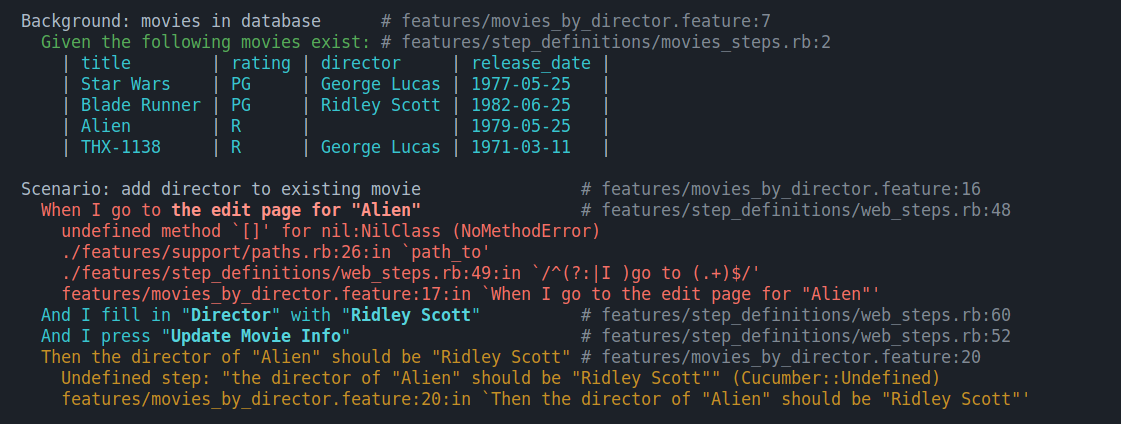 Background: movies in database      # features/movies_by_director.feature:7
  Given the following movies exist: # features/step_definitions/movies_steps.rb:2
    | title        | rating | director     | release_date |
    | Star Wars    | PG     | George Lucas | 1977-05-25   |
    | Blade Runner | PG     | Ridley Scott | 1982-06-25   |
    | Alien        | R      |              | 1979-05-25   |
    | THX-1138     | R      | George Lucas | 1971-03-11   |
Scenario: add director to existing movie                # features/movies_by_director.feature:16
  When I go to the edit page for "Alien"                # features/step_definitions/web_steps.rb:48
    undefined method `[]' for nil:NilClass (NoMethodError)
    ./features/support/paths.rb:26:in `path_to'
    ./features/step_definitions/web_steps.rb:49:in `/^(?:|I )go to (.+)$/'
    features/movies_by_director.feature:17:in `When I go to the edit page for "Alien"'
  And I fill in "Director" with "Ridley Scott"          # features/step_definitions/web_steps.rb:60
  And I press "Update Movie Info"                       # features/step_definitions/web_steps.rb:52
  Then the director of "Alien" should be "Ridley Scott" # features/movies_by_director.feature:20
    Undefined step: "the director of "Alien" should be "Ridley Scott"" (Cucumber::Undefined)
    features/movies_by_director.feature:20:in `Then the director of "Alien" should be "Ridley Scott"'